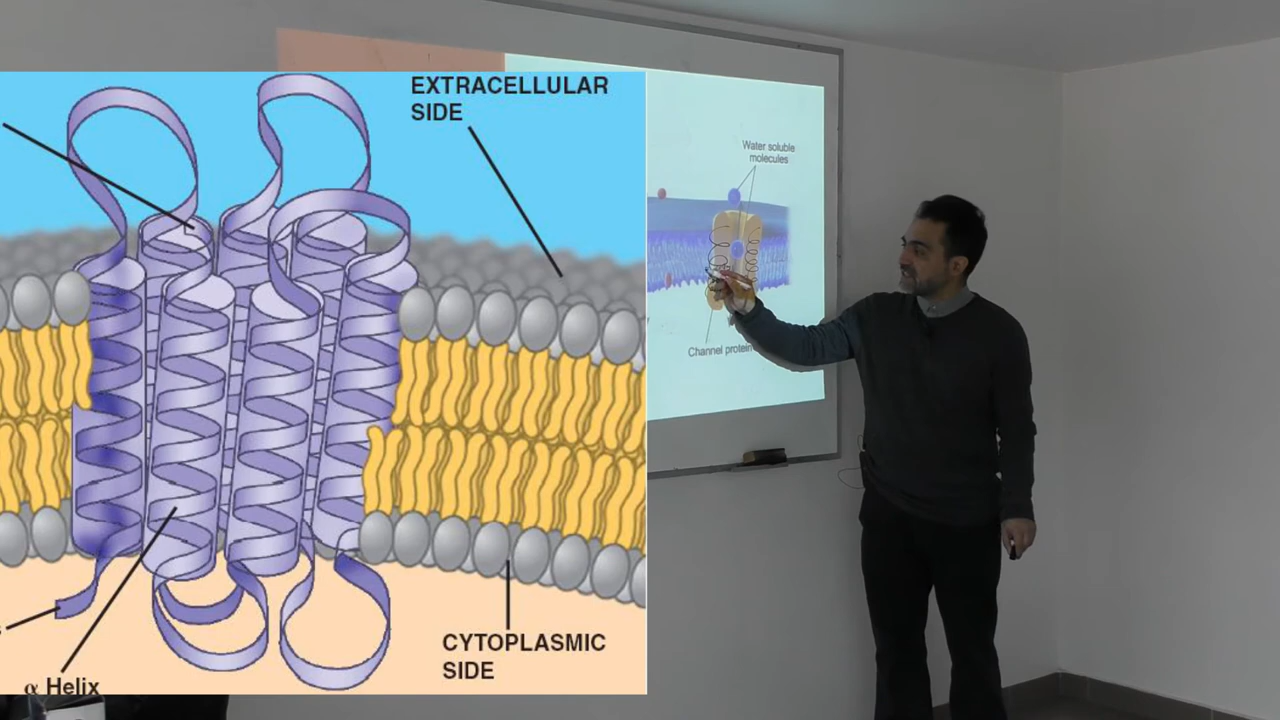 EXTRACELLULAR
SIDE
Water soluble
molecules
Channel protein
CYTOPLASMIC
SIDE
α Helix